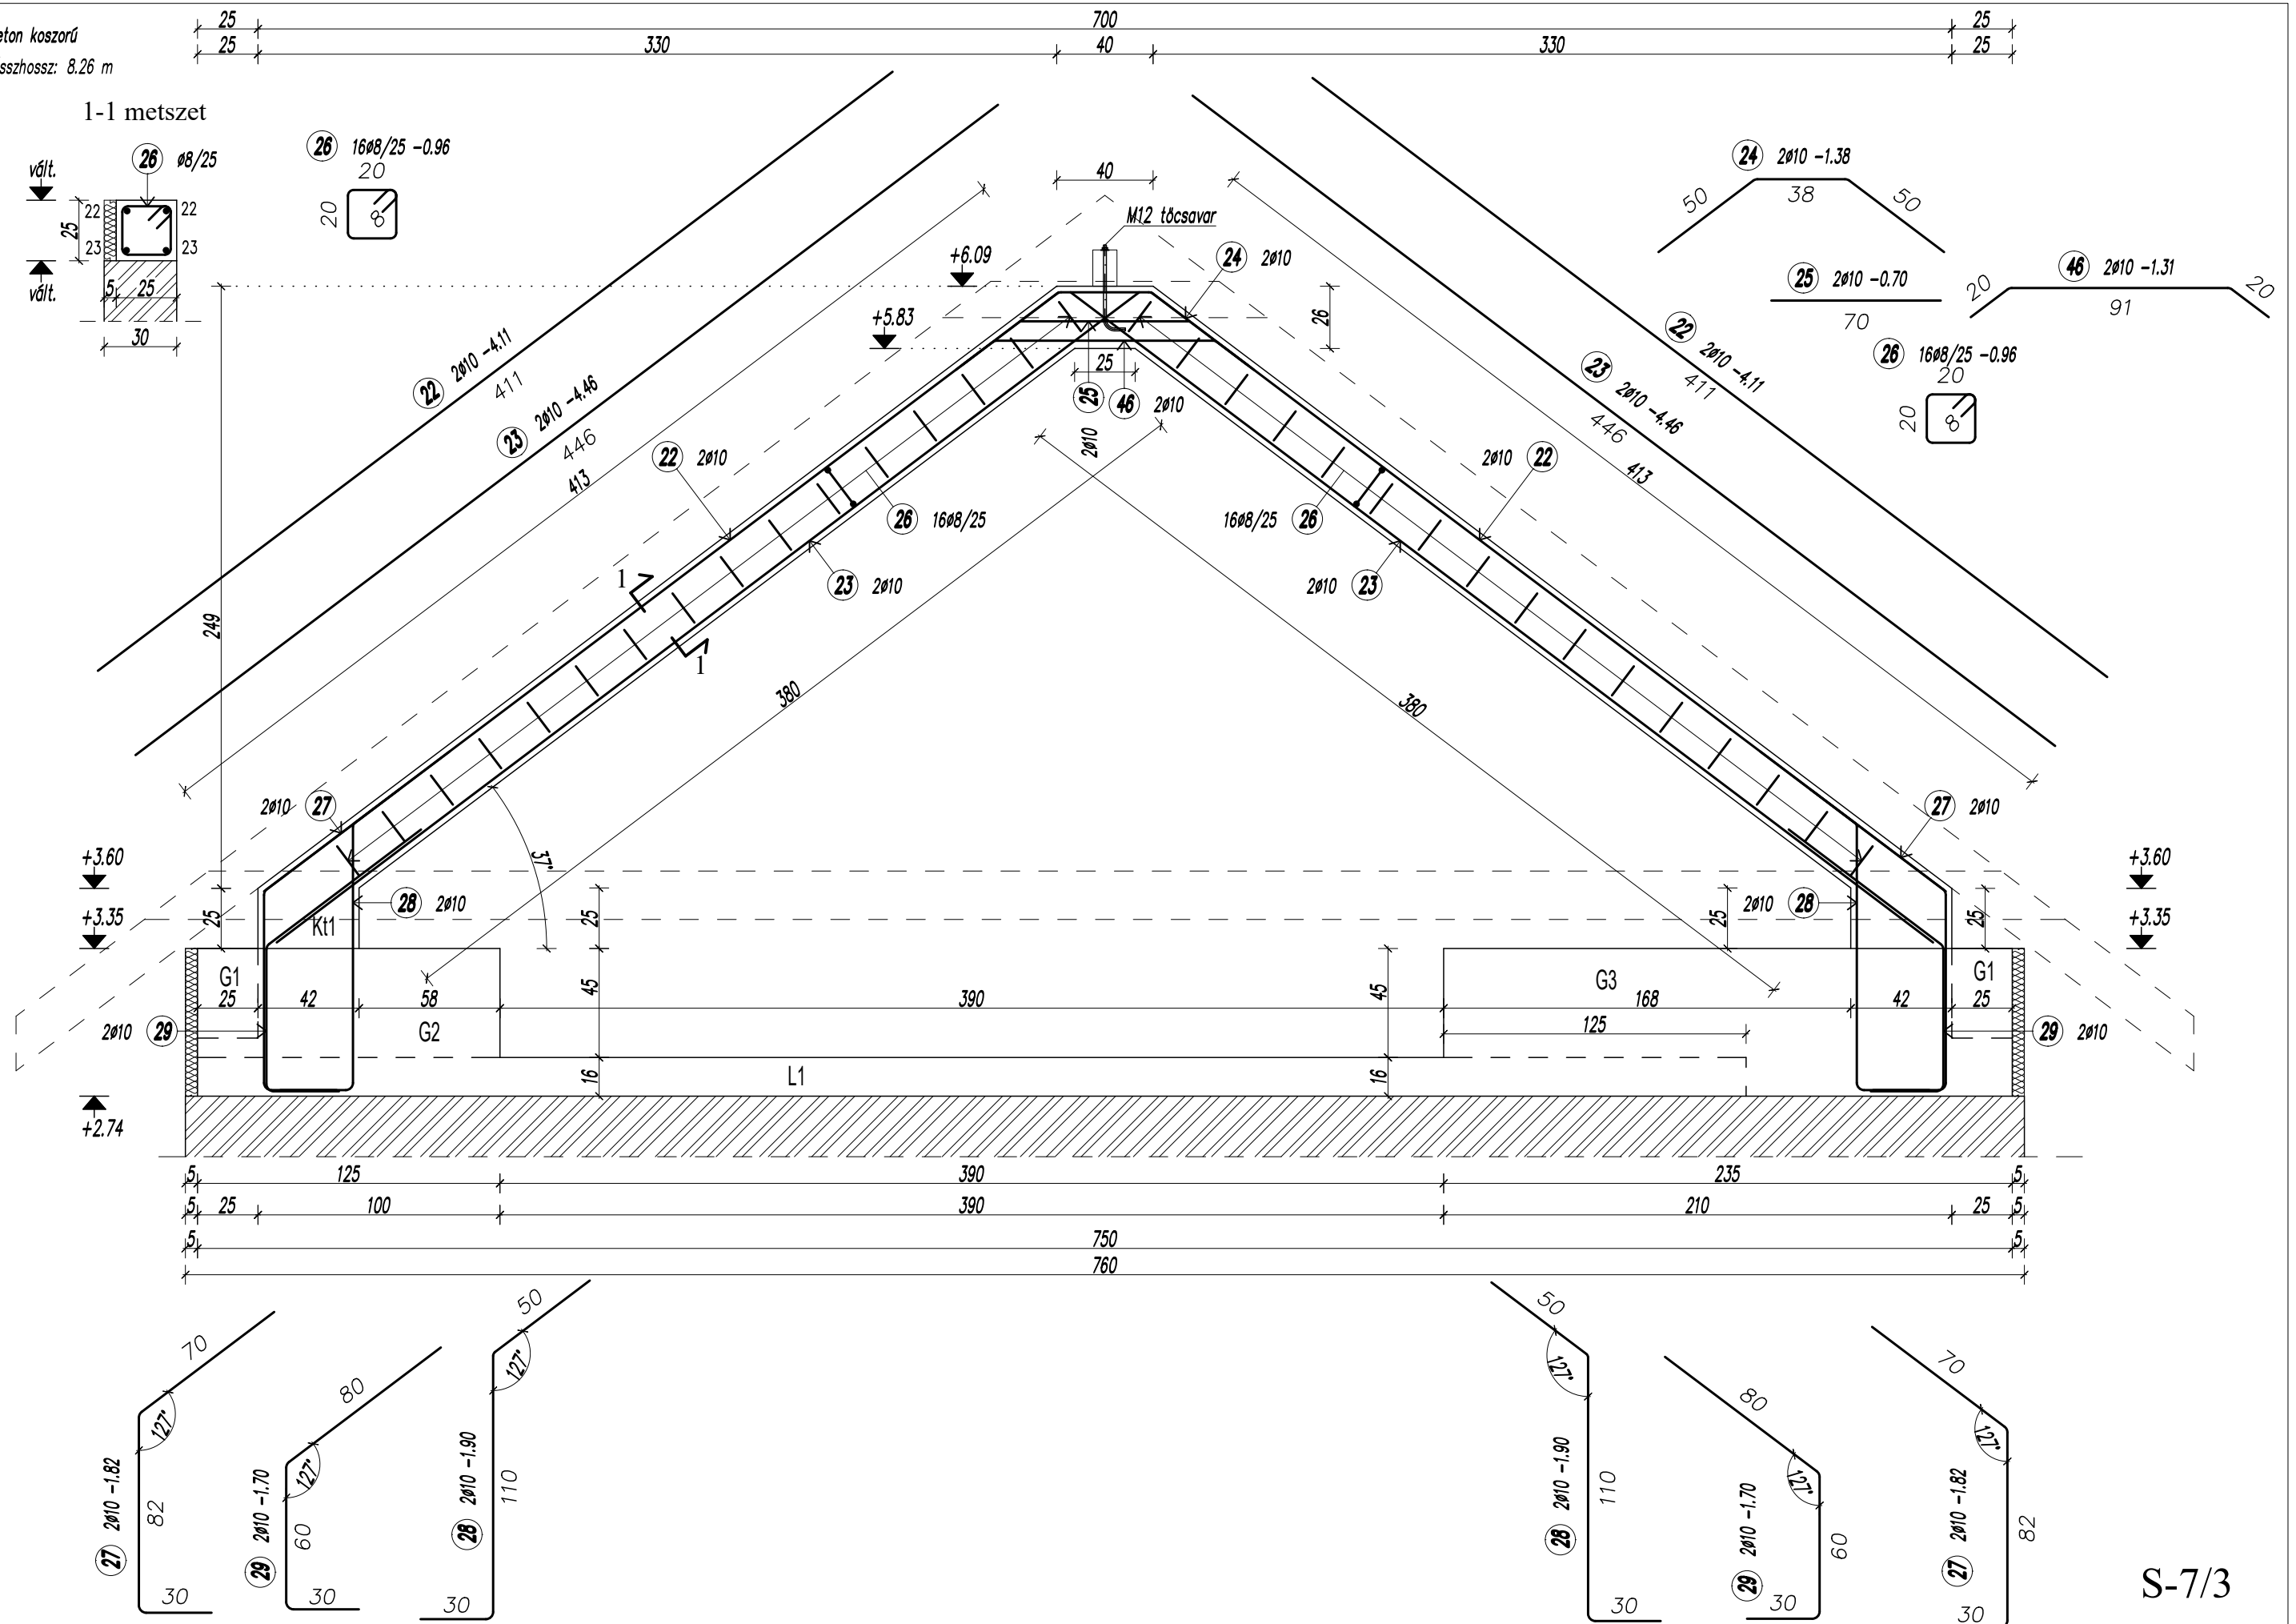 25 700 25
eton koszorú
25 330 40 330 25
sszhossz: 8.26 m
1-1 metszet
26 ø8/25
vált.
22 22
25
23 23
vált.
5 25
30
26 16ø8/25 -0.96
20
20
8
40
M12 tőcsavar
24 2ø10 -1.38
50 38 50
46 2ø10 -1.31
20 91 20
25 2ø10 -0.70
70
26 16ø8/25 -0.96
20
20
8
+6.09
24 2ø10
+5.83
26
25
25 2ø10
46 2ø10
22 2ø10 -4.11
411
23 2ø10 -4.46
446
413
22 2ø10 -4.11
411
23 2ø10 -4.46
446
413
22 2ø10
2ø10 22
26 16ø8/25
16ø8/25 26
23 2ø10
2ø10 23
1
1
249
380
380
2ø10 27
27 2ø10
37°
+3.60
+3.60
28 2ø10
2ø10 28
+3.35
25
Kt1
25
25
25
+3.35
G1
45
45
G3
G1
25 42 58 390 168 42 25
125
2ø10 29
G2
29 2ø10
16
L1
16
+2.74
5 125 390 235 5
5 25 100 390 210 25 5
5 750 5
760
70
127°
27 2ø10 -1.82
82
30
80
127°
29 2ø10 -1.70
60
30
50
127°
28 2ø10 -1.90
110
30
50
127°
28 2ø10 -1.90
110
30
80
127°
29 2ø10 -1.70
60
30
70
127°
27 2ø10 -1.82
82
30
S-7/3